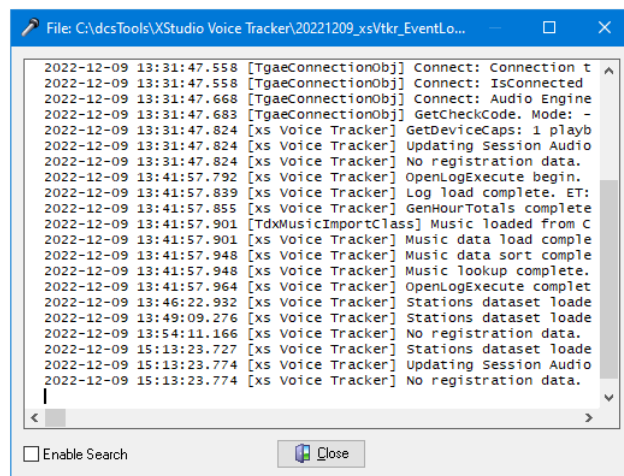 File: C:\dcsTools\XStudio Voice Tracker\20221209_xsVtkr_EventLo...
2022-12-09 13:31:47.558 [TgaeConnectionObj] Connect: Connection t
2022-12-09 13:31:47.558 [TgaeConnectionObj] Connect: IsConnected
2022-12-09 13:31:47.668 [TgaeConnectionObj] Connect: Audio Engine
2022-12-09 13:31:47.683 [TgaeConnectionObj] GetCheckCode. Mode: -
2022-12-09 13:31:47.824 [xs Voice Tracker] GetDeviceCaps: 1 playb
2022-12-09 13:31:47.824 [xs Voice Tracker] Updating Session Audio
2022-12-09 13:31:47.824 [xs Voice Tracker] No registration data.
2022-12-09 13:41:57.792 [xs Voice Tracker] OpenLogExecute begin.
2022-12-09 13:41:57.839 [xs Voice Tracker] Log load complete. ET:
2022-12-09 13:41:57.855 [xs Voice Tracker] GenHourTotals complete
2022-12-09 13:41:57.901 [TdxMusicImportClass] Music loaded from C
2022-12-09 13:41:57.901 [xs Voice Tracker] Music data load comple
2022-12-09 13:41:57.948 [xs Voice Tracker] Music data sort comple
2022-12-09 13:41:57.948 [xs Voice Tracker] Music lookup complete.
2022-12-09 13:41:57.964 [xs Voice Tracker] OpenLogExecute complet
2022-12-09 13:46:22.932 [xs Voice Tracker] Stations dataset loade
2022-12-09 13:49:09.276 [xs Voice Tracker] Stations dataset loade
2022-12-09 13:54:11.166 [xs Voice Tracker] No registration data.
2022-12-09 15:13:23.727 [xs Voice Tracker] Stations dataset loade
2022-12-09 15:13:23.774 [xs Voice Tracker] Updating Session Audio
2022-12-09 15:13:23.774 [xs Voice Tracker] No registration data.
Enable Search
Close